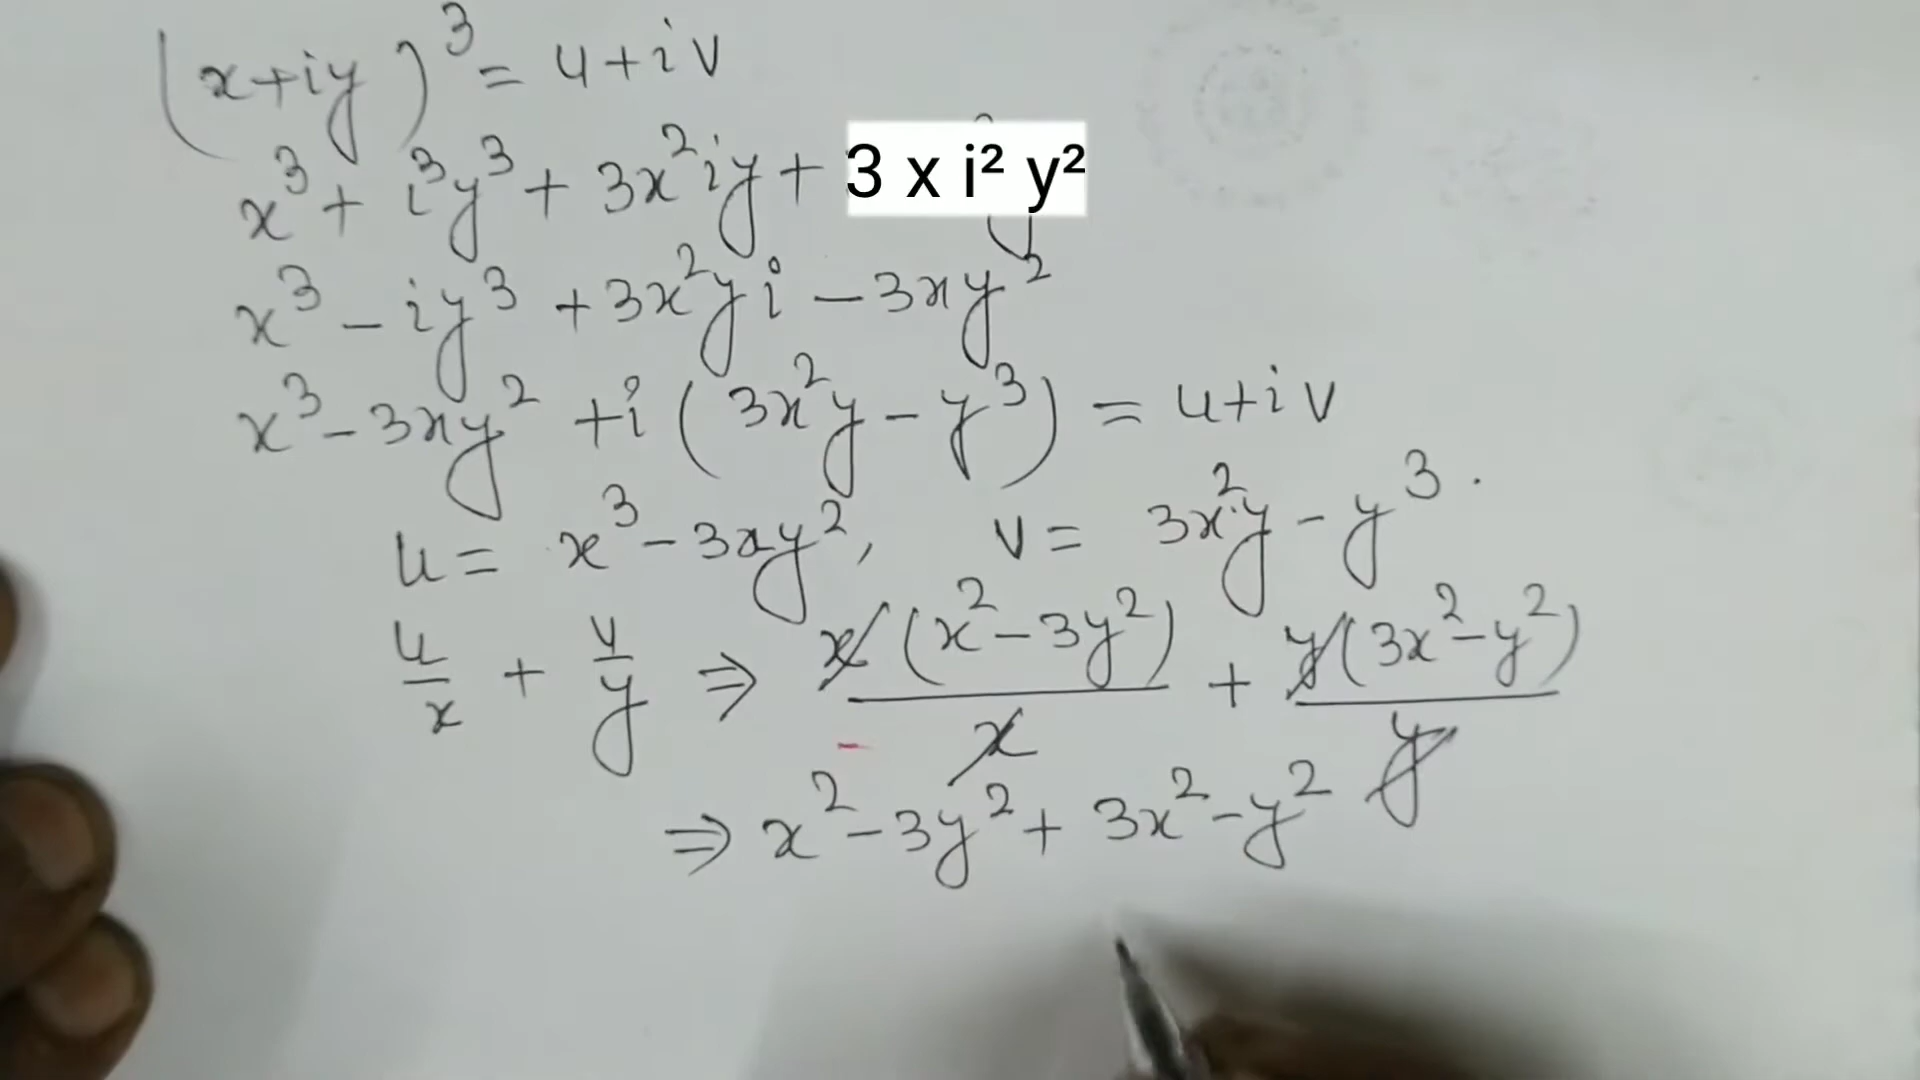 (x+iy)³ = u+iv
x³ + i³y³ + 3x²iy + 3 x i² y²
x³ - iy³ + 3x²yi - 3xy²
x³ - 3xy² + i(3x²y - y³) = u+iv
u = x³ - 3xy², v = 3x²y - y³.
u/x + v/y ⇒ x(x² - 3y²)/x + y(3x² - y²)/y
⇒ x² - 3y² + 3x² - y²